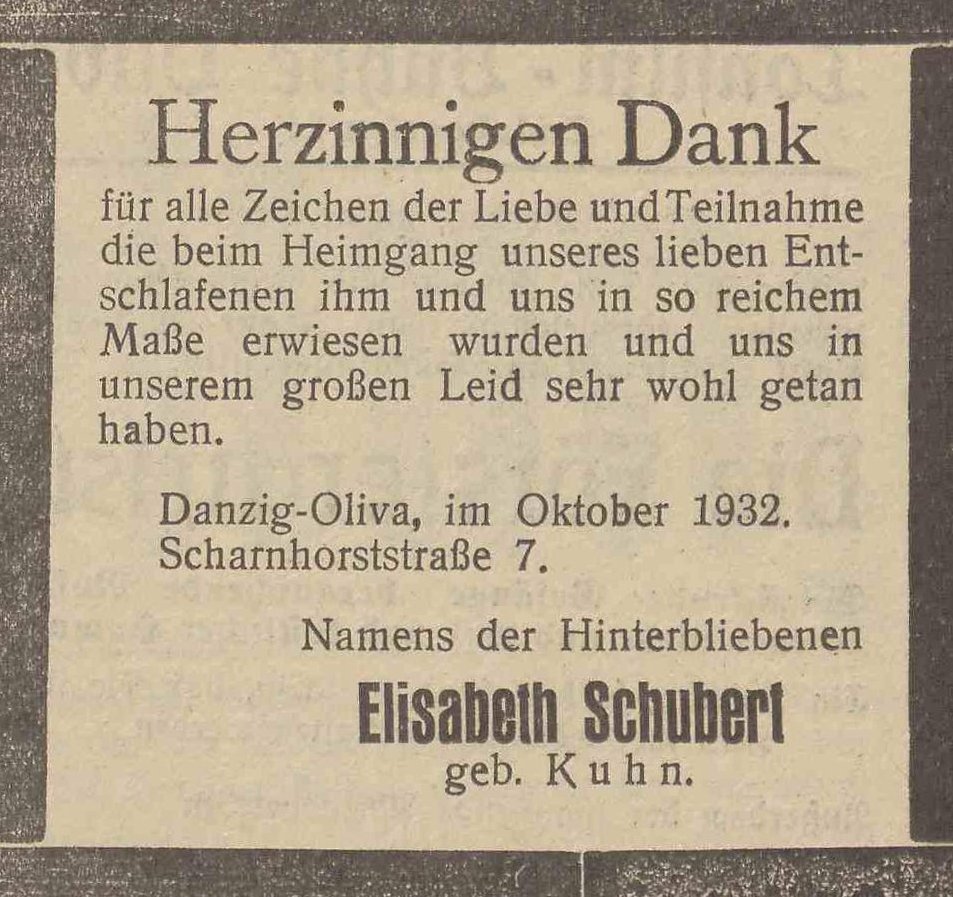 Herzinnigen Dank
für alle Zeichen der Liebe und Teilnahme
die beim Heimgang unseres lieben Ent-
schlafenen ihm und uns in so reichem
Maße erwiesen wurden und uns in
unserem großen Leid sehr wohl getan
haben.
Danzig-Oliva, im Oktober 1932.
Scharnhorststraße 7.
Namens der Hinterbliebenen
Elisabeth Schubert
geb. Kuhn.